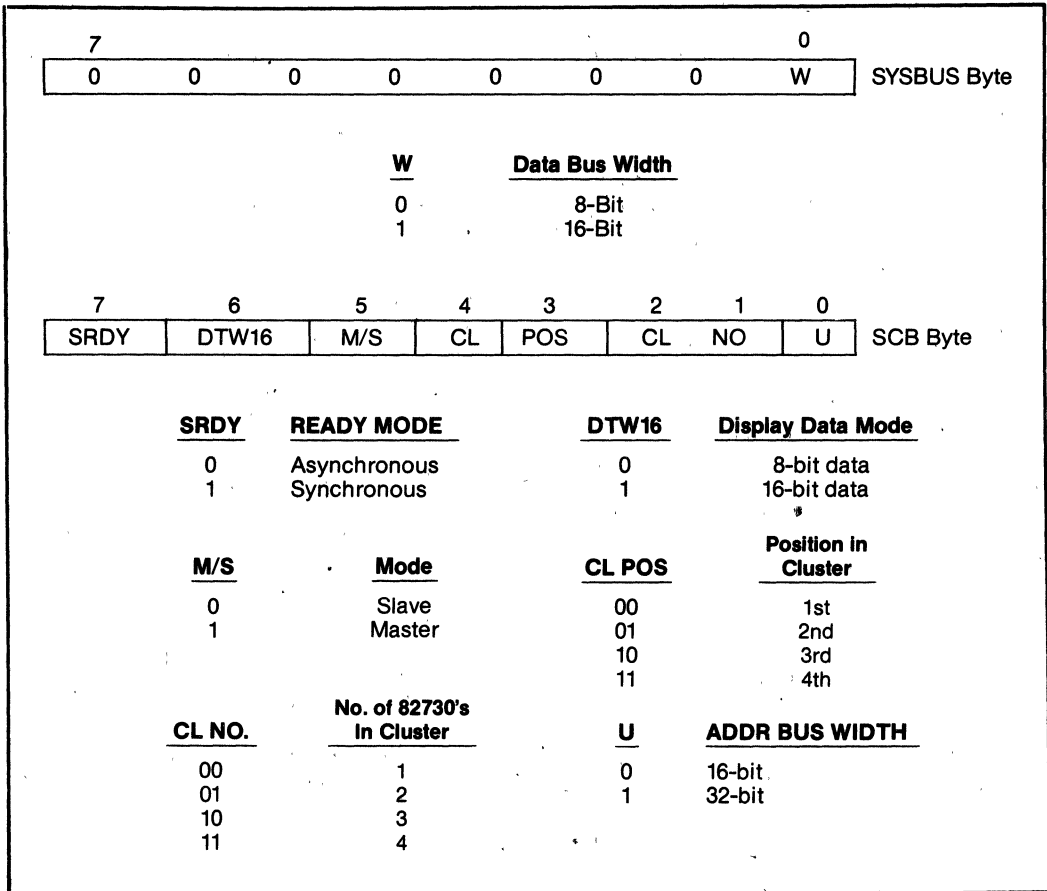 7 0
0 0 0 0 0 0 0 W SYSBUS Byte
W Data Bus Width
0 8-Bit
1 16-Bit
7 6 5 4 3 2 1 0
SRDY DTW16 M/S CL POS CL NO U SCB Byte
SRDY READY MODE DTW16 Display Data Mode
0 Asynchronous 0 8-bit data
1 Synchronous 1 16-bit data
M/S Mode CL POS Position in
Cluster
0 Slave 00 1st
1 Master 01 2nd
10 3rd
11 4th
CL NO. No. of 82730's
In Cluster U ADDR BUS WIDTH
00 1 0 16-bit
01 2 1 32-bit
10 3
11 4